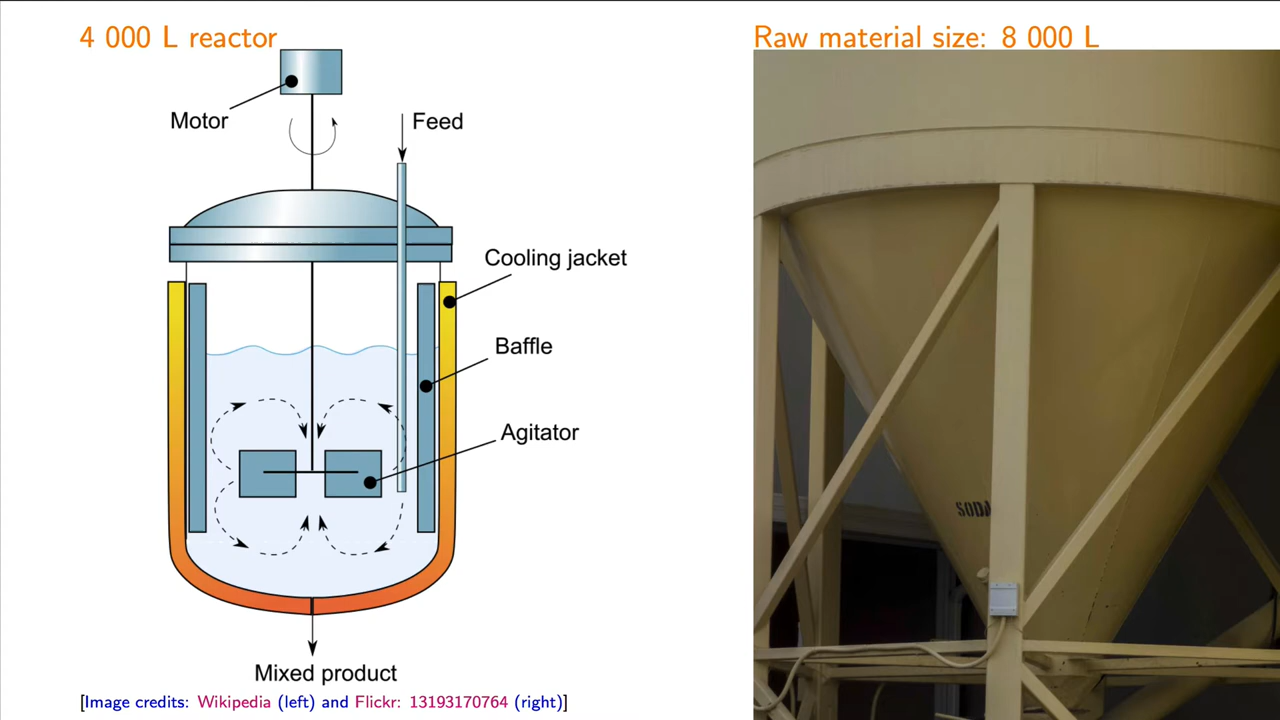 4 000 L reactor
Raw material size: 8 000 L
Motor
Feed
Cooling jacket
Baffle
Agitator
SODA
Mixed product
[Image credits: Wikipedia (left) and Flickr: 13193170764 (right)]